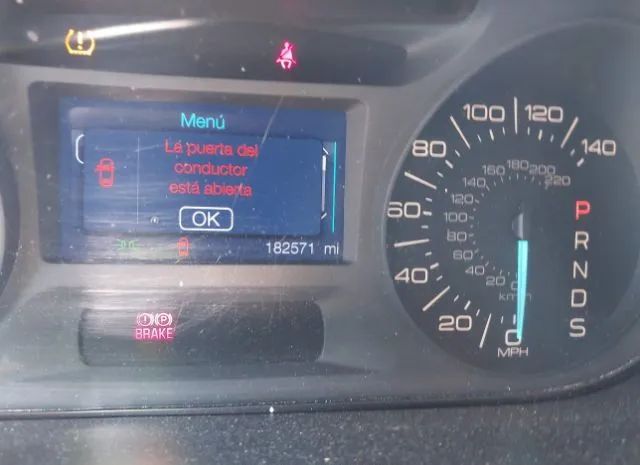 Menú
La puerta del
conductor
está abierta
OK
182571 mi
BRAKE
0 20 40 60 80 100 120 140
0 20 40 60 80 100 120 140 160 180 200 220
km/h
MPH
P
R
N
D
S